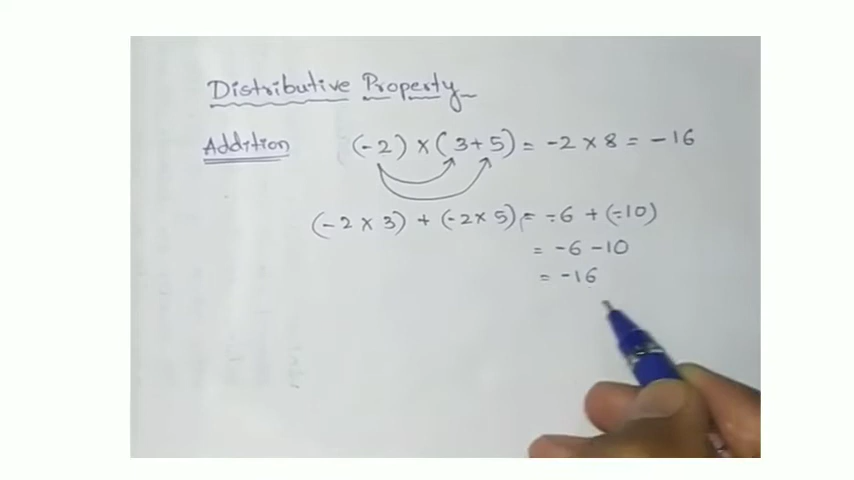 Distributive Property
Addition (-2) × ( 3+ 5) = -2 × 8 = -16
(-2 × 3) + (-2 × 5) = -6 + (-10)
= -6 -10
= -16